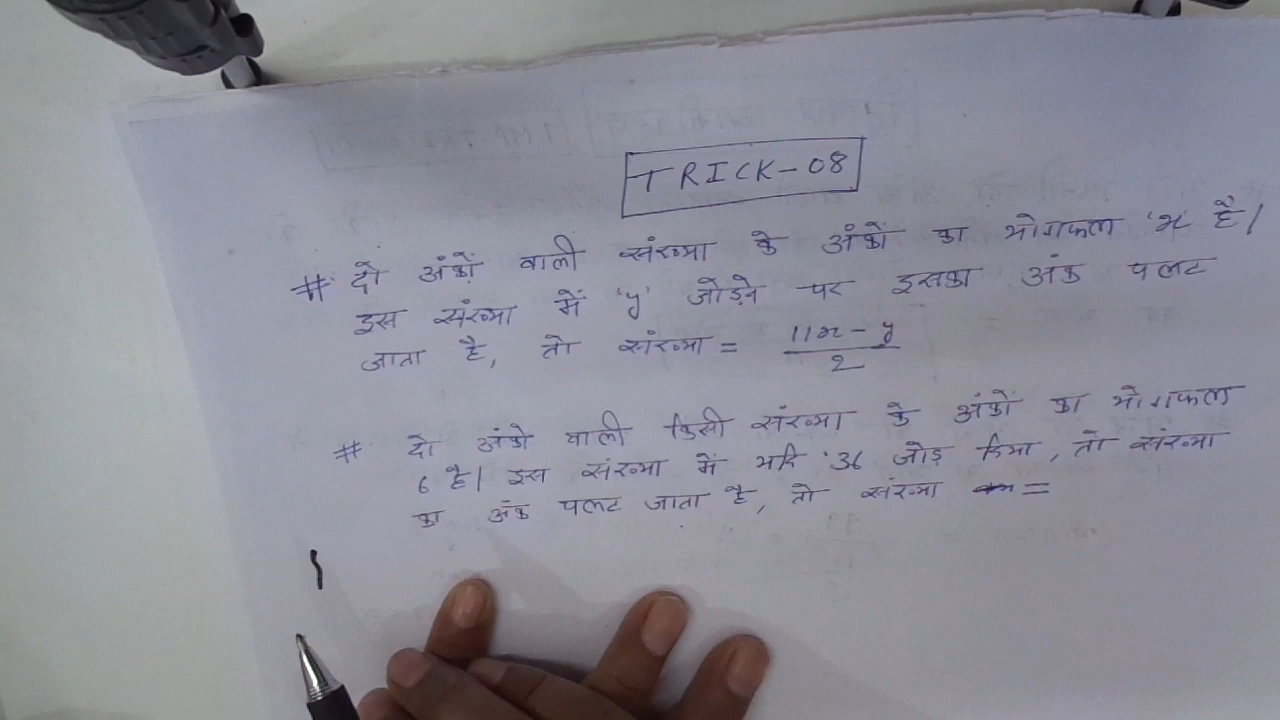 TRICK-08
# दो अंकों वाली संख्या के अंकों का योगफल 'x' है।
इस संख्या में 'y' जोड़ने पर इसका अंक पलट
जाता है, तो संख्या = 11x - y / 2
# दो अंको वाली किसी संख्या के अंकों का योगफल
6 है। इस संख्या में यदि '36 जोड़ दिया, तो संख्या
का अंक पलट जाता है, तो संख्या =